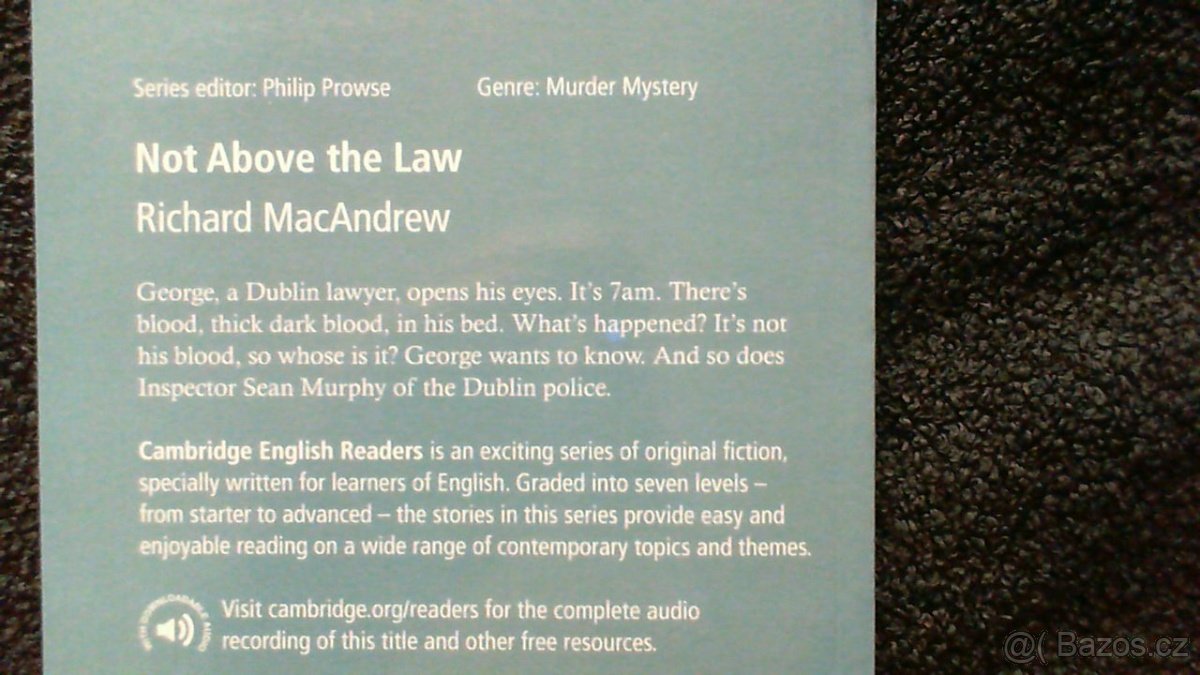 Series editor: Philip Prowse
Genre: Murder Mystery
Not Above the Law
Richard MacAndrew
George, a Dublin lawyer, opens his eyes. It's 7am. There's
blood, thick dark blood, in his bed. What's happened? It's not
his blood, so whose is it? George wants to know. And so does
Inspector Sean Murphy of the Dublin police.
Cambridge English Readers is an exciting series of original fiction,
specially written for learners of English. Graded into seven levels –
from starter to advanced – the stories in this series provide easy and
enjoyable reading on a wide range of contemporary topics and themes.
WITH DOWNLOADABLE AUDIO
Visit cambridge.org/readers for the complete audio
recording of this title and other free resources.
@( Bazos.cz